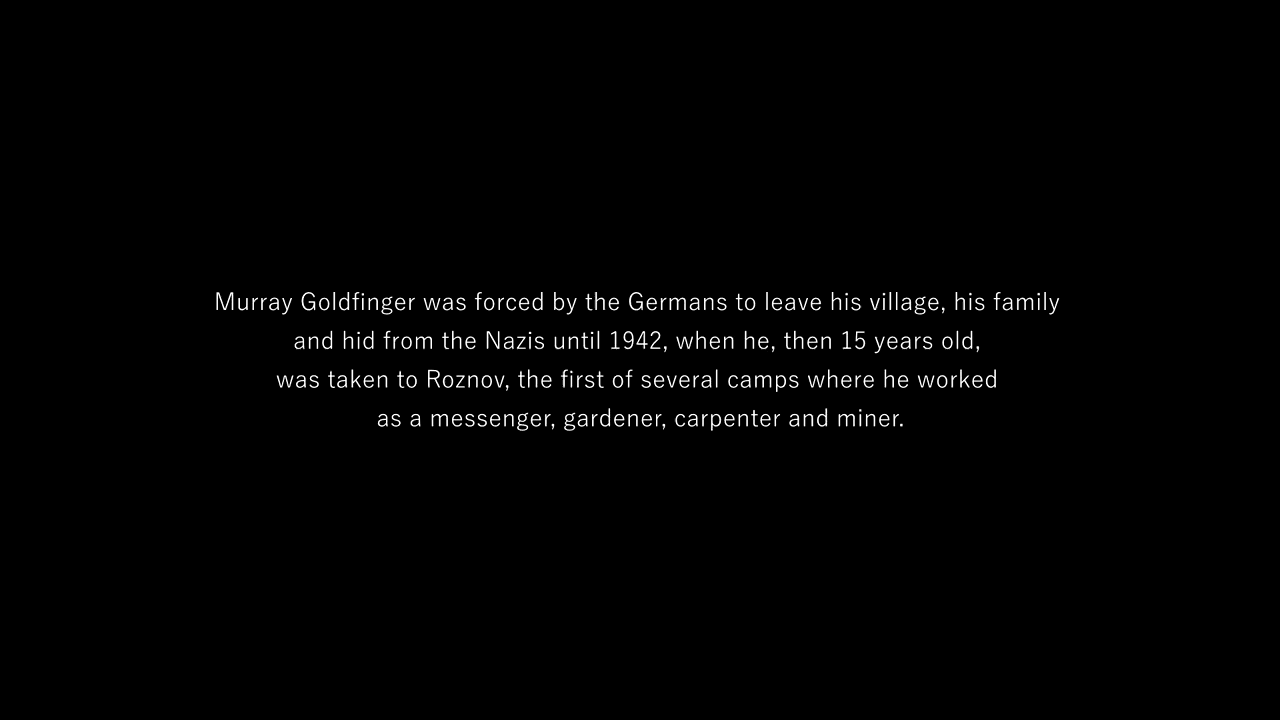 Murray Goldfinger was forced by the Germans to leave his village, his family
and hid from the Nazis until 1942, when he, then 15 years old,
was taken to Roznov, the first of several camps where he worked
as a messenger, gardener, carpenter and miner.